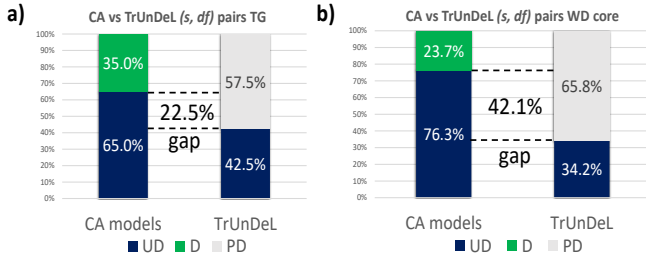 a)
CA vs TrUnDeL (s, df) pairs TG
100%
90%
80%
70%
60%
50%
40%
30%
20%
10%
0%
35.0%
65.0%
22.5%
gap
57.5%
42.5%
CA models
TrUnDeL
UD D PD
b)
CA vs TrUnDeL (s, df) pairs WD core
100%
90%
80%
70%
60%
50%
40%
30%
20%
10%
0%
23.7%
76.3%
42.1%
gap
65.8%
34.2%
CA models
TrUnDeL
UD D PD